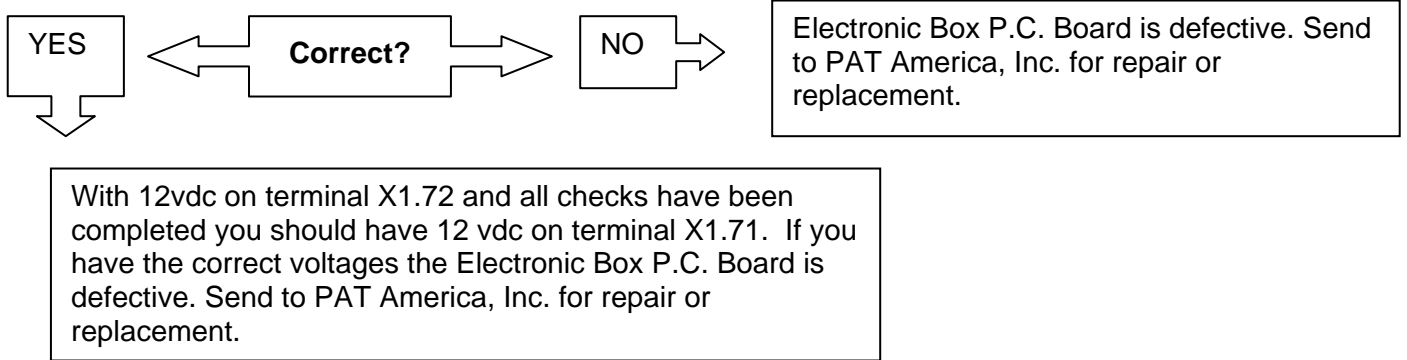 YES
Correct?
NO
Electronic Box P.C. Board is defective. Send
to PAT America, Inc. for repair or
replacement.
With 12vdc on terminal X1.72 and all checks have been
completed you should have 12 vdc on terminal X1.71.  If you
have the correct voltages the Electronic Box P.C. Board is
defective. Send to PAT America, Inc. for repair or
replacement.